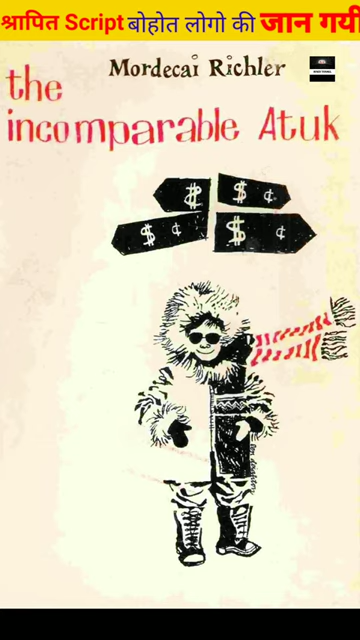 श्रापित Script बोहोत लोगो की जान गयी
Mordecai Richler
the
incomparable Atuk
$ $ ¢
$ ¢ $ ¢